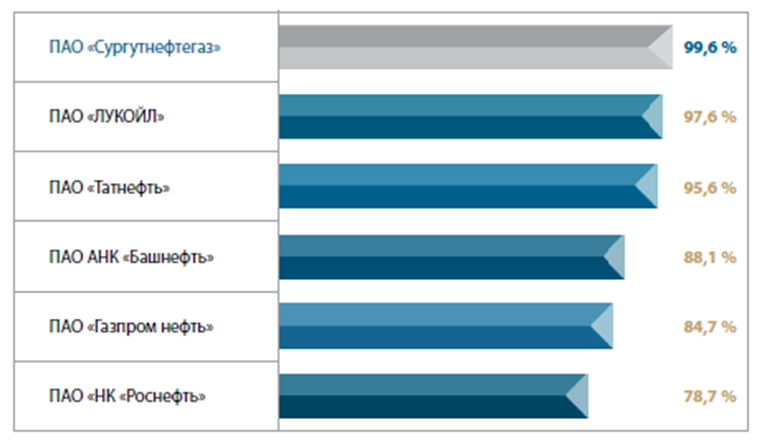 ПАО «Сургутнефтегаз» 99,6 %
ПАО «ЛУКОЙЛ» 97,6 %
ПАО «Татнефть» 95,6 %
ПАО АНК «Башнефть» 88,1 %
ПАО «Газпром нефть» 84,7 %
ПАО «НК «Роснефть» 78,7 %